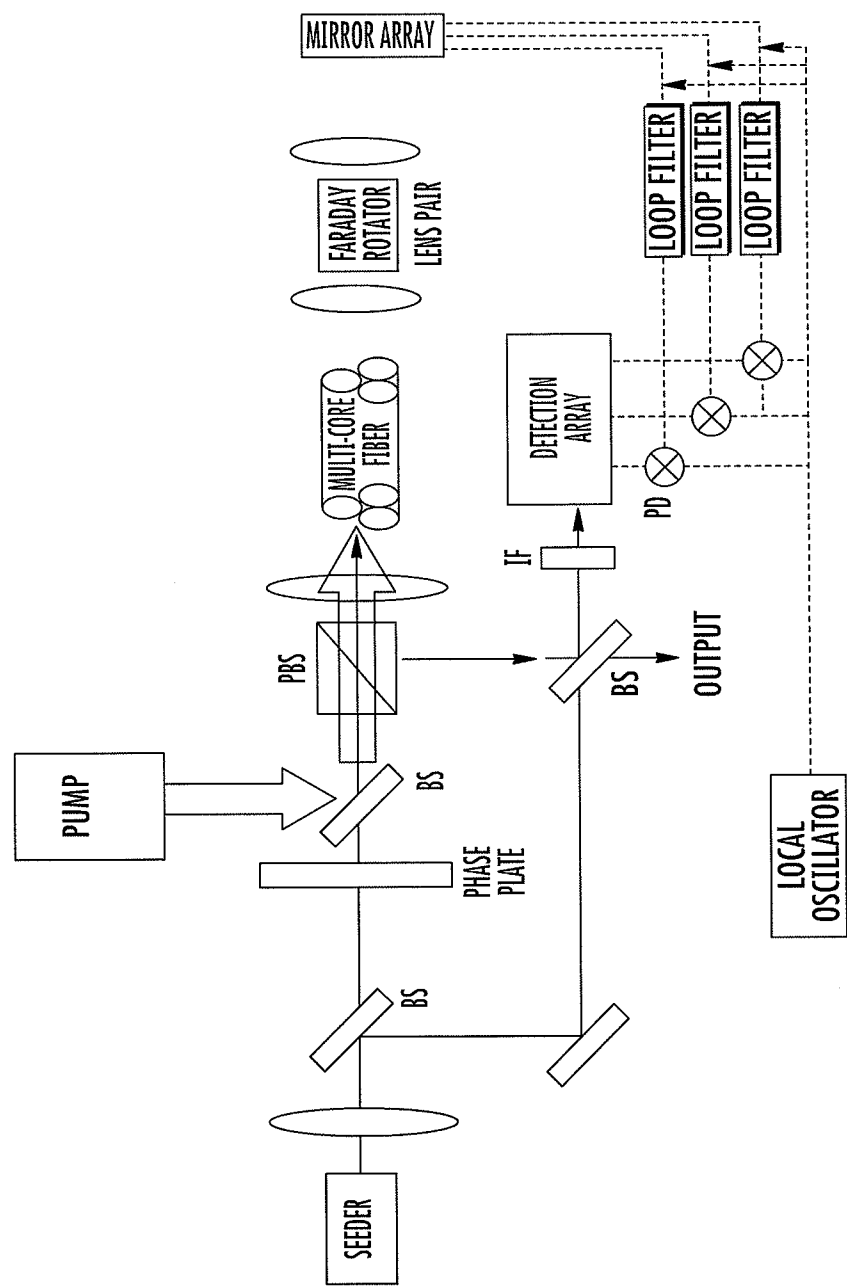 MIRROR ARRAY
FARADAY
ROTATOR
LENS PAIR
MULTI-CORE
FIBER
LOOP FILTER
LOOP FILTER
LOOP FILTER
DETECTION
ARRAY
PD
IF
PBS
BS
OUTPUT
PUMP
BS
PHASE
PLATE
LOCAL
OSCILLATOR
BS
SEEDER